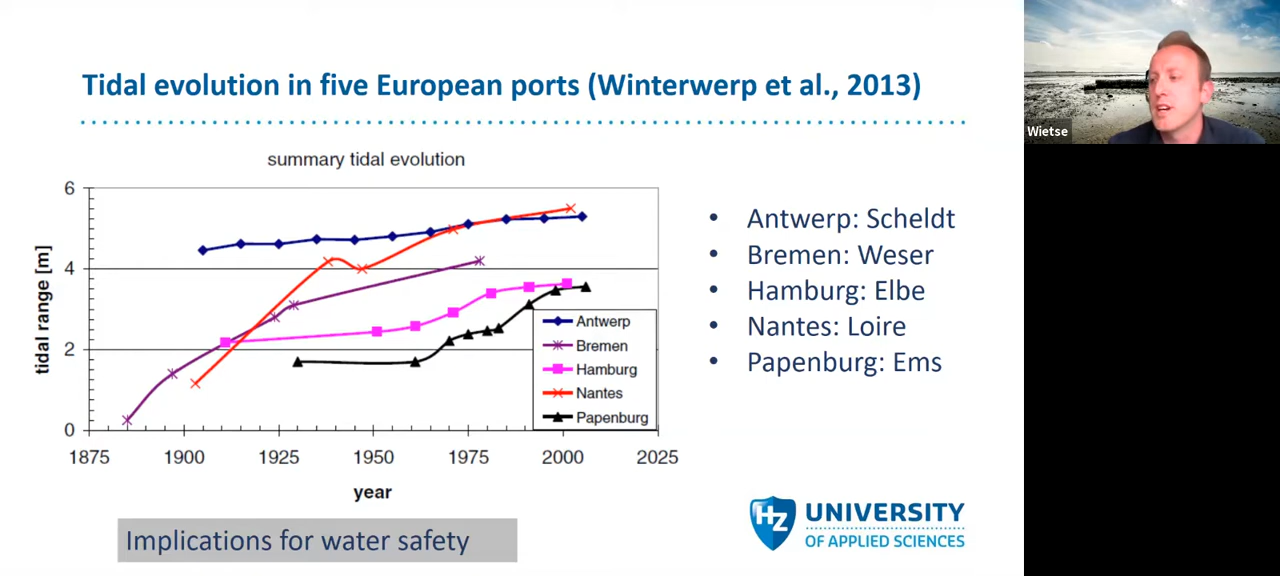 Tidal evolution in five European ports (Winterwerp et al., 2013)
Wietse
summary tidal evolution
6
4
2
0
tidal range [m]
1875 1900 1925 1950 1975 2000 2025
year
Antwerp
Bremen
Hamburg
Nantes
Papenburg
• Antwerp: Scheldt
• Bremen: Weser
• Hamburg: Elbe
• Nantes: Loire
• Papenburg: Ems
Implications for water safety
HZ UNIVERSITY
OF APPLIED SCIENCES